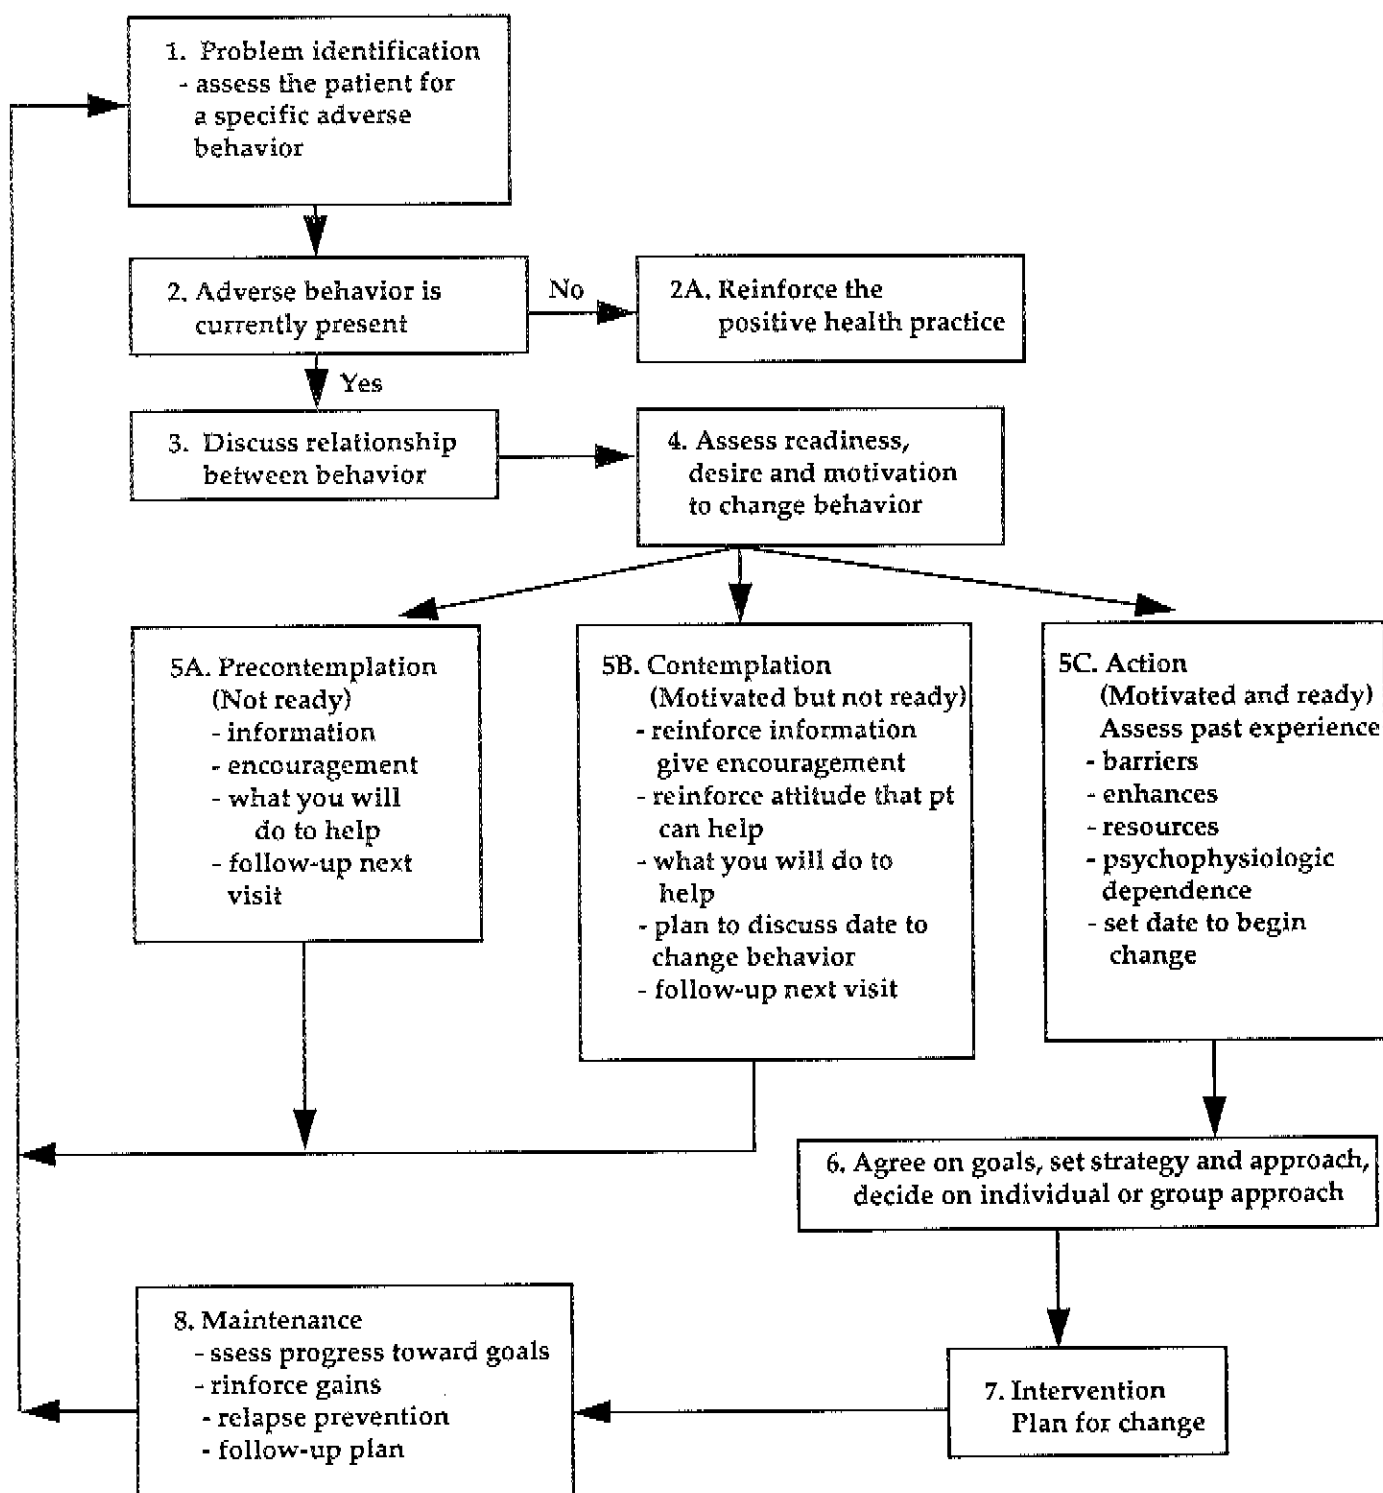 1. Problem identification
- assess the patient for
a specific adverse
behavior
2. Adverse behavior is
currently present
No
2A. Reinforce the
positive health practice
Yes
3. Discuss relationship
between behavior
4. Assess readiness,
desire and motivation
to change behavior
5A. Precontemplation
(Not ready)
- information
- encouragement
- what you will
do to help
- follow-up next
visit
5B. Contemplation
(Motivated but not ready)
- reinforce information
give encouragement
- reinforce attitude that pt
can help
- what you will do to
help
- plan to discuss date to
change behavior
- follow-up next visit
5C. Action
(Motivated and ready)
Assess past experience
- barriers
- enhances
- resources
- psychophysiologic
dependence
- set date to begin
change
6. Agree on goals, set strategy and approach,
decide on individual or group approach
7. Intervention
Plan for change
8. Maintenance
- ssess progress toward goals
- rinforce gains
- relapse prevention
- follow-up plan